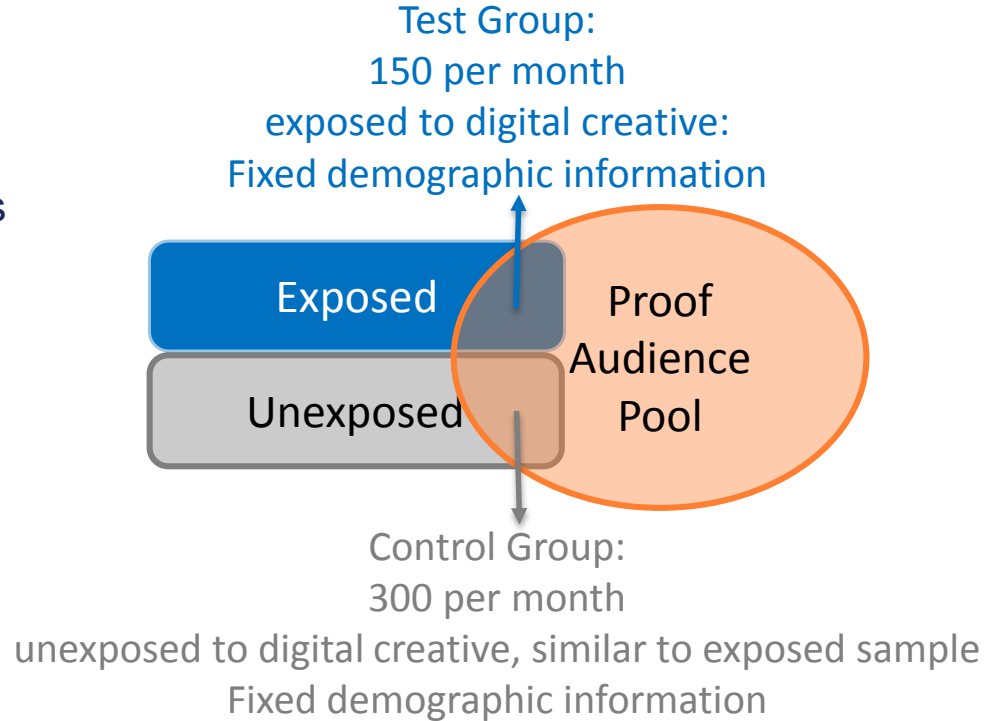 Test Group:
150 per month
exposed to digital creative:
Fixed demographic information
s
Exposed
Proof
Audience
Pool
Unexposed
Control Group:
300 per month
unexposed to digital creative, similar to exposed sample
Fixed demographic information